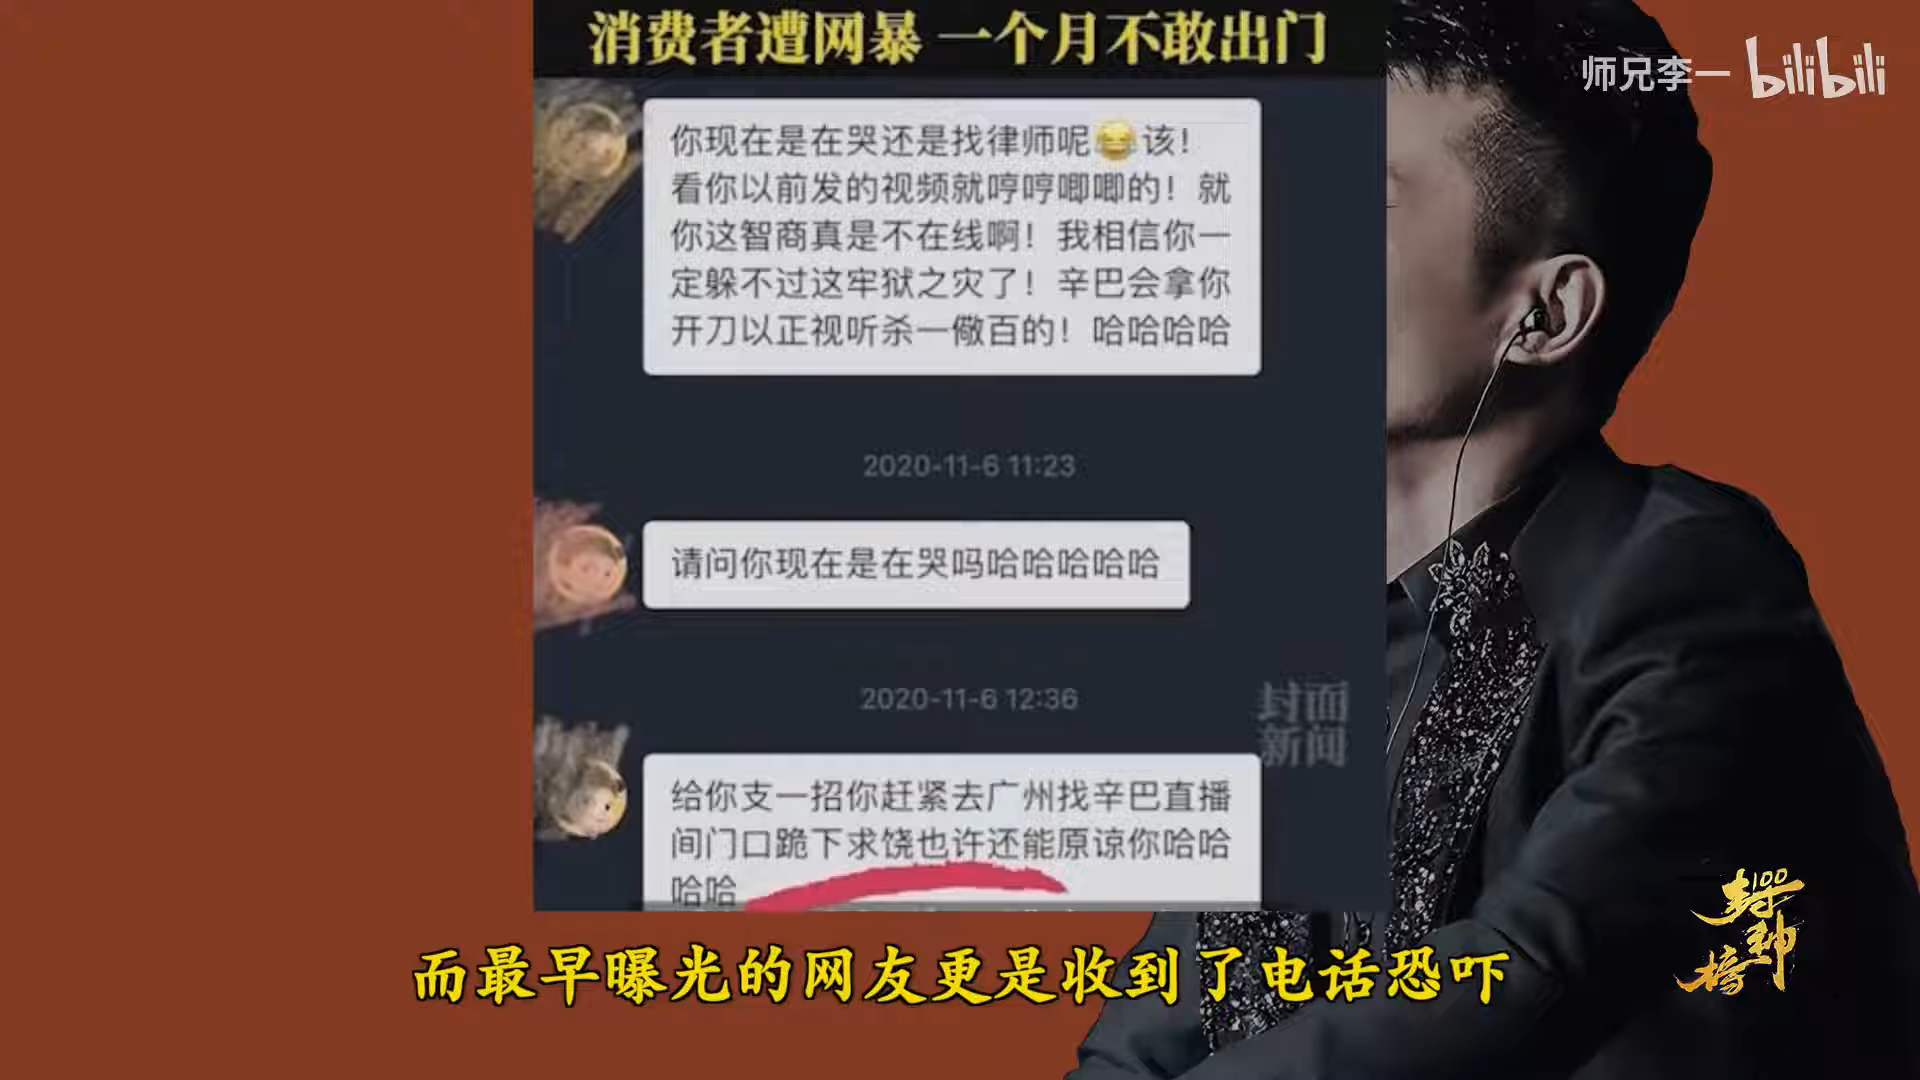 消费者遭网暴 一个月不敢出门
师兄李一 bilibili
你现在是在哭还是找律师呢😂该！
看你以前发的视频就哼哼唧唧的！就
你这智商真是不在线啊！我相信你一
定躲不过这牢狱之灾了！辛巴会拿你
开刀以正视听杀一儆百的！哈哈哈哈
2020-11-6 11:23
请问你现在是在哭吗哈哈哈哈哈
2020-11-6 12:36
封面
新闻
给你支一招你赶紧去广州找辛巴直播
间门口跪下求饶也许还能原谅你哈哈
哈哈
100
封神榜
而最早曝光的网友更是收到了电话恐吓